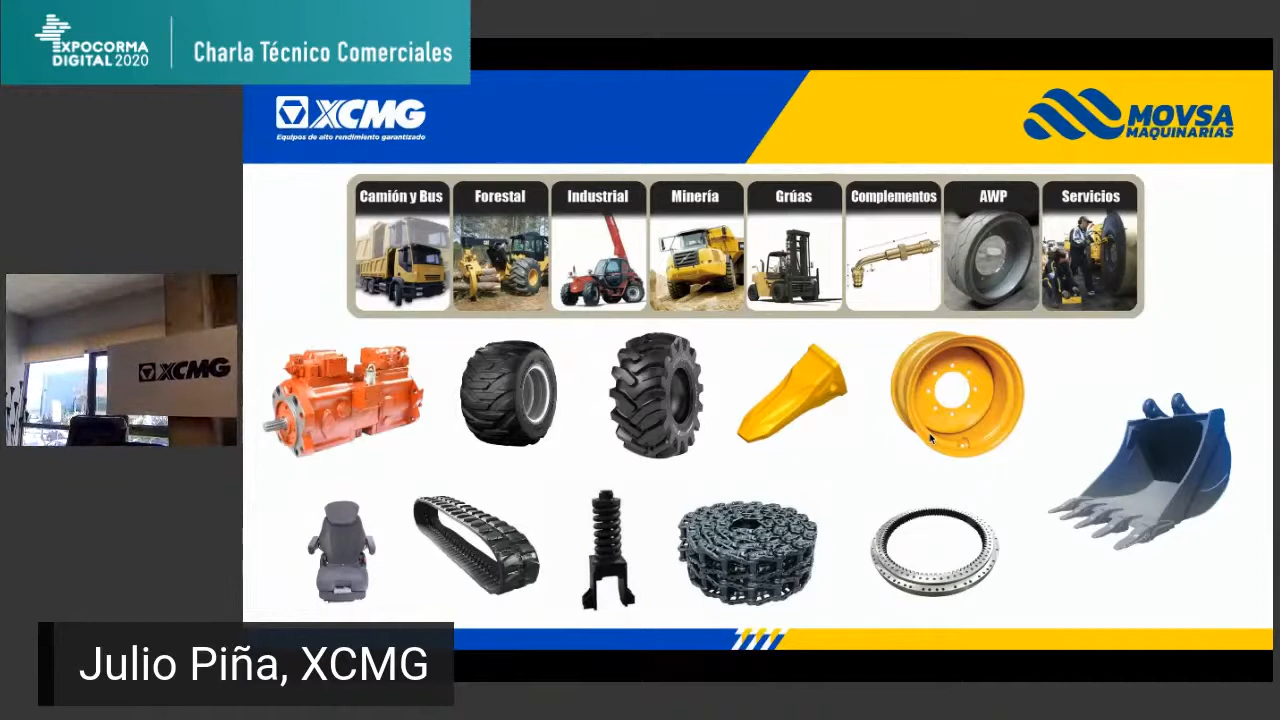 EXPOCORMA
DIGITAL 2020
Charla Técnico Comerciales
XCMG
Equipos de alto rendimiento garantizado
MOVSA
MAQUINARIAS
Camión y Bus
Forestal
Industrial
Minería
Grúas
Complementos
AWP
Servicios
XCMG
Julio Piña, XCMG